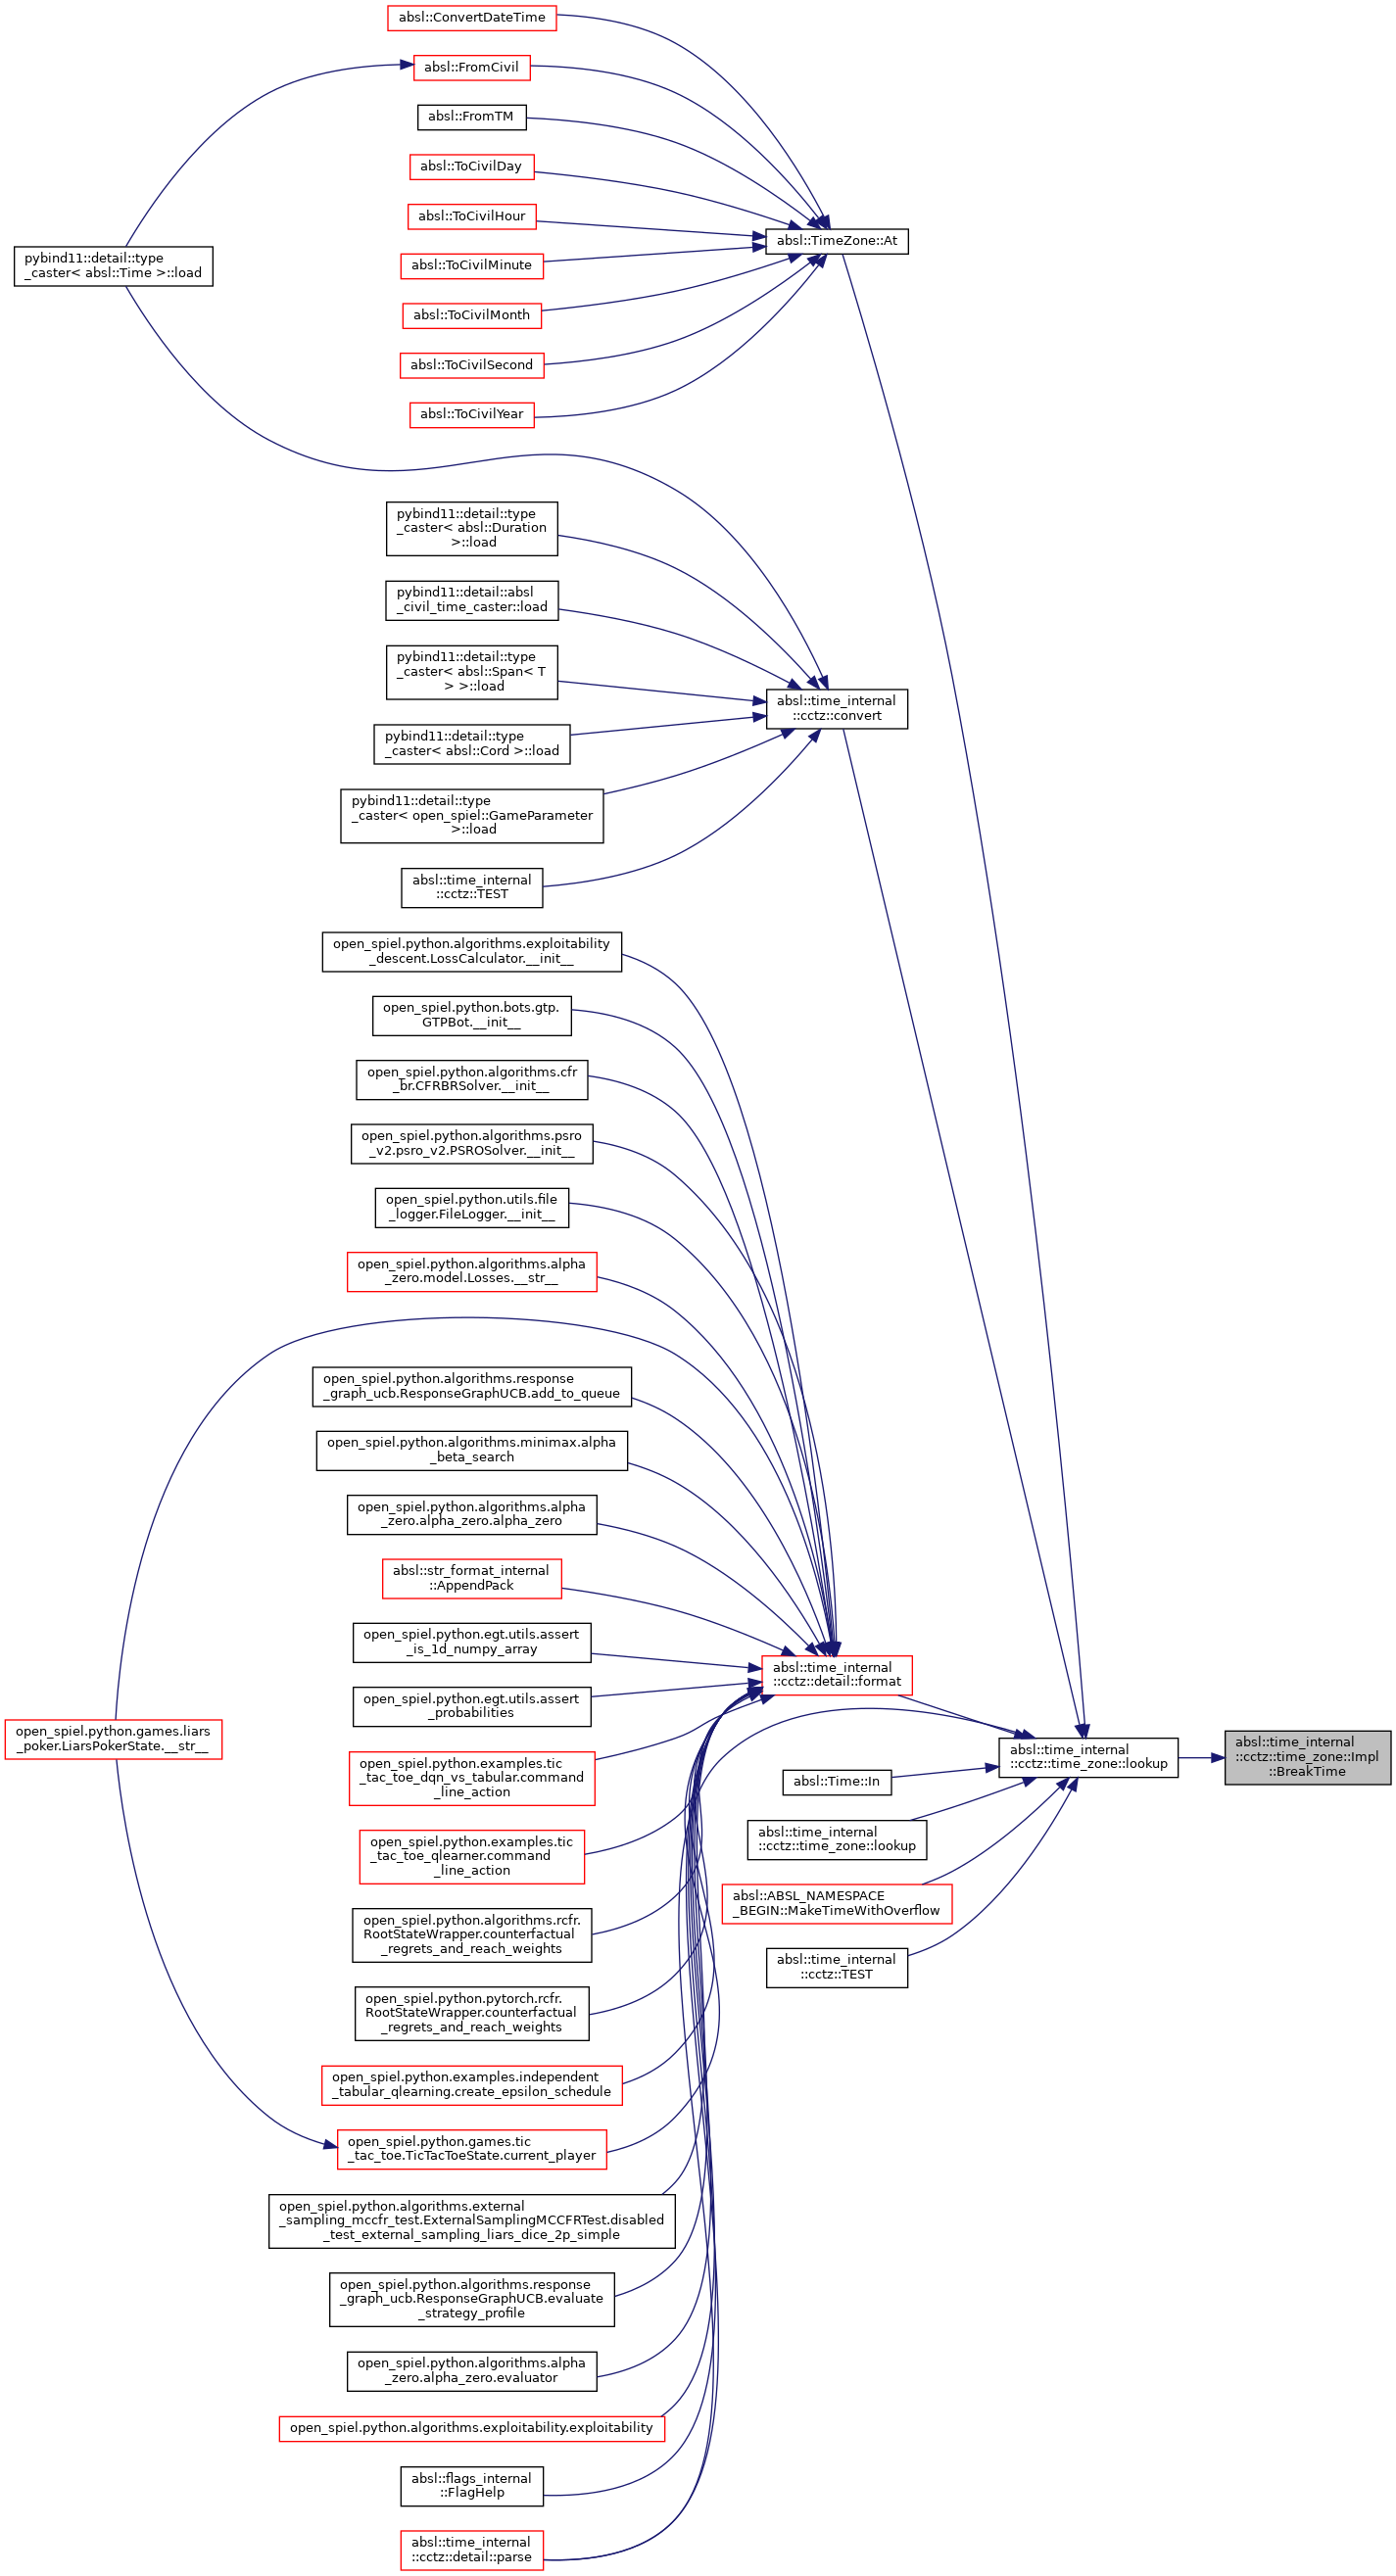 absl::ConvertDateTime
absl::FromCivil
absl::FromTM
absl::ToCivilDay
absl::ToCivilHour
absl::TimeZone::At
pybind11::detail::type
_caster< absl::Time >::load
absl::ToCivilMinute
absl::ToCivilMonth
absl::ToCivilSecond
absl::ToCivilYear
pybind11::detail::type
_caster< absl::Duration
>::load
pybind11::detail::absl
_civil_time_caster::load
pybind11::detail::type
_caster< absl::Span< T
> >::load
absl::time_internal
::cctz::convert
pybind11::detail::type
_caster< absl::Cord >::load
pybind11::detail::type
_caster< open_spiel::GameParameter
>::load
absl::time_internal
::cctz::TEST
open_spiel.python.algorithms.exploitability
_descent.LossCalculator.__init__
open_spiel.python.bots.gtp.
GTPBot.__init__
open_spiel.python.algorithms.cfr
_br.CFRBRSolver.__init__
open_spiel.python.algorithms.psro
_v2.psro_v2.PSROSolver.__init__
open_spiel.python.utils.file
_logger.FileLogger.__init__
open_spiel.python.algorithms.alpha
_zero.model.Losses.__str__
open_spiel.python.algorithms.response
_graph_ucb.ResponseGraphUCB.add_to_queue
open_spiel.python.algorithms.minimax.alpha
_beta_search
open_spiel.python.algorithms.alpha
_zero.alpha_zero.alpha_zero
absl::str_format_internal
::AppendPack
open_spiel.python.egt.utils.assert
_is_1d_numpy_array
absl::time_internal
::cctz::detail::format
open_spiel.python.egt.utils.assert
_probabilities
open_spiel.python.games.liars
_poker.LiarsPokerState.__str__
absl::time_internal
::cctz::time_zone::lookup
absl::time_internal
::cctz::time_zone::Impl
::BreakTime
open_spiel.python.examples.tic
_tac_toe_dqn_vs_tabular.command
_line_action
absl::Time::In
open_spiel.python.examples.tic
_tac_toe_qlearner.command
_line_action
absl::time_internal
::cctz::time_zone::lookup
absl::ABSL_NAMESPACE
_BEGIN::MakeTimeWithOverflow
open_spiel.python.algorithms.rcfr.
RootStateWrapper.counterfactual
_regrets_and_reach_weights
absl::time_internal
::cctz::TEST
open_spiel.python.pytorch.rcfr.
RootStateWrapper.counterfactual
_regrets_and_reach_weights
open_spiel.python.examples.independent
_tabular_qlearning.create_epsilon_schedule
open_spiel.python.games.tic
_tac_toe.TicTacToeState.current_player
open_spiel.python.algorithms.external
_sampling_mccfr_test.ExternalSamplingMCCFRTest.disabled
_test_external_sampling_liars_dice_2p_simple
open_spiel.python.algorithms.response
_graph_ucb.ResponseGraphUCB.evaluate
_strategy_profile
open_spiel.python.algorithms.alpha
_zero.alpha_zero.evaluator
open_spiel.python.algorithms.exploitability.exploitability
absl::flags_internal
::FlagHelp
absl::time_internal
::cctz::detail::parse